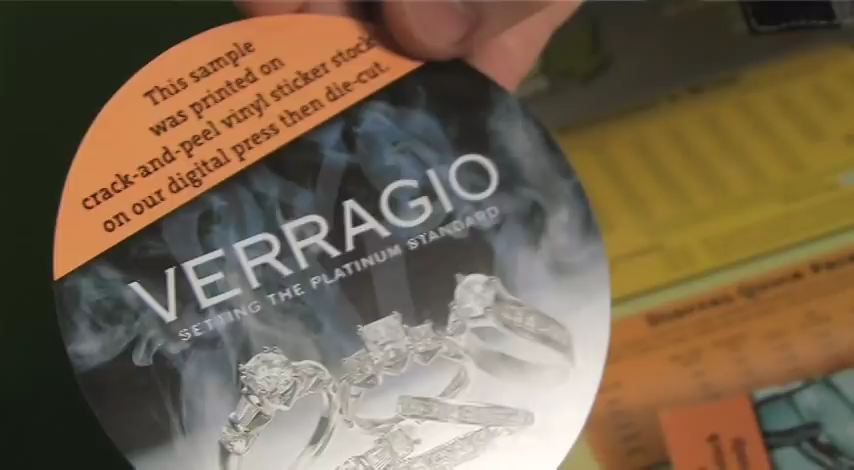 This sample
was printed on
crack-and-peel vinyl sticker stock
on our digital press then die-cut.
VERRAGIO
SETTING THE PLATINUM STANDARD